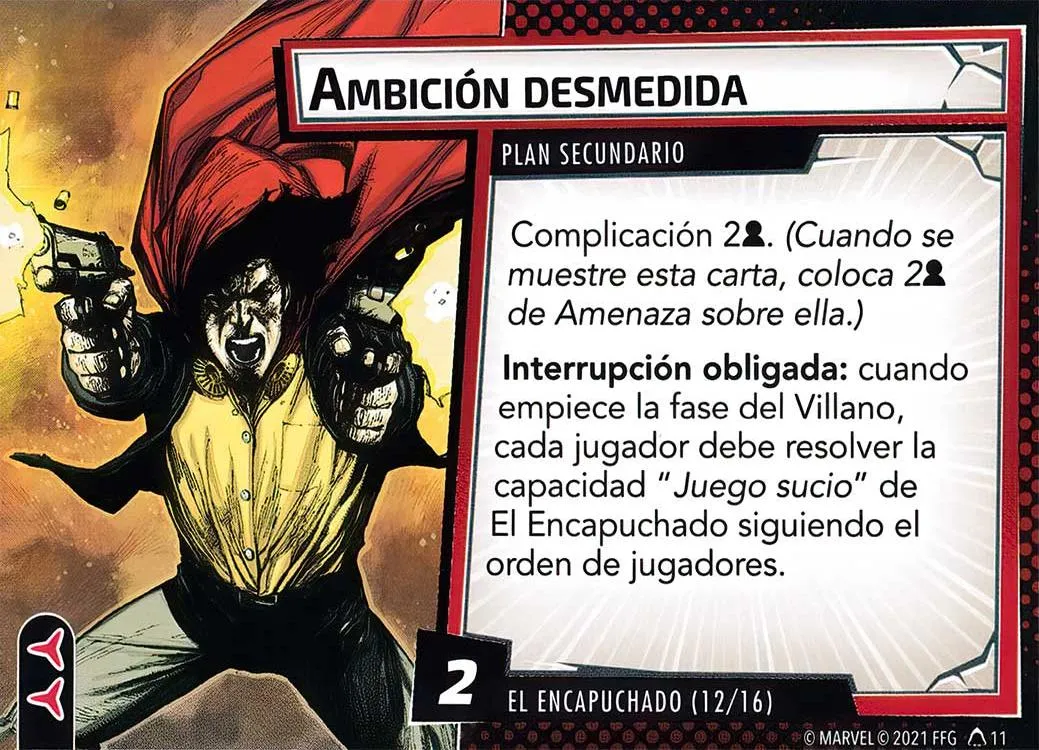 AMBICIÓN DESMEDIDA
PLAN SECUNDARIO
Complicación 2. (Cuando se
muestre esta carta, coloca 2
de Amenaza sobre ella.)
Interrupción obligada: cuando
empiece la fase del Villano,
cada jugador debe resolver la
capacidad “Juego sucio” de
El Encapuchado siguiendo el
orden de jugadores.
2
EL ENCAPUCHADO (12/16)
© MARVEL © 2021 FFG 11